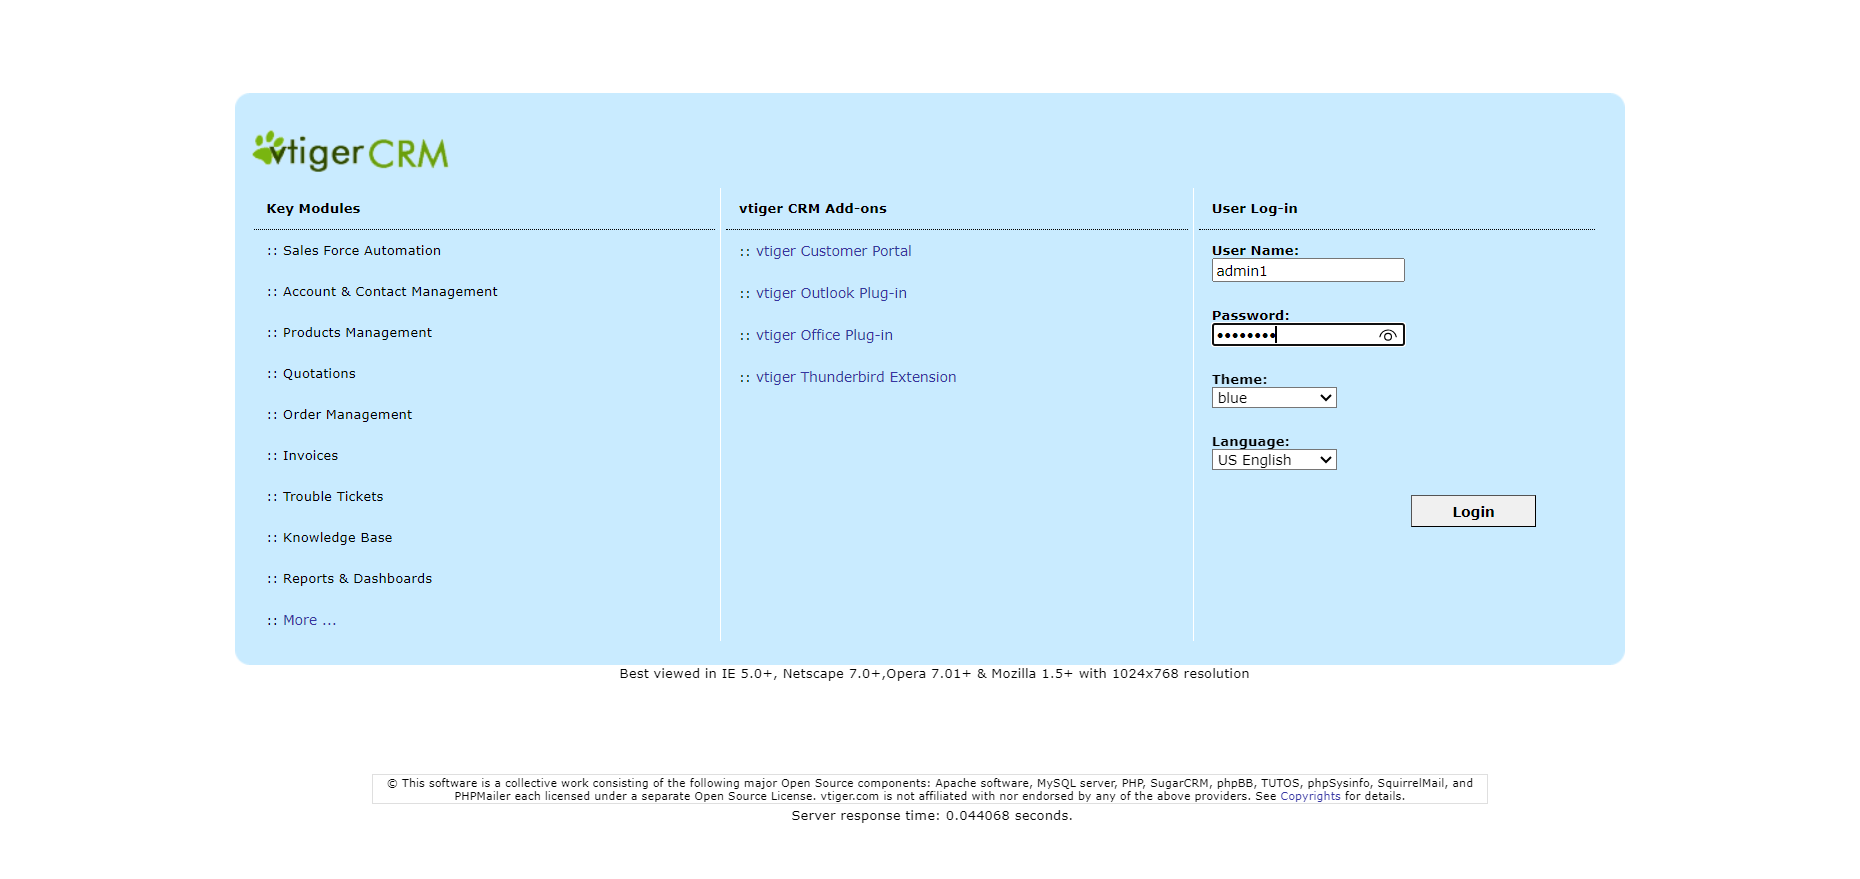 vtiger CRM
Key Modules
:: Sales Force Automation
:: Account & Contact Management
:: Products Management
:: Quotations
:: Order Management
:: Invoices
:: Trouble Tickets
:: Knowledge Base
:: Reports & Dashboards
:: More ...
vtiger CRM Add-ons
:: vtiger Customer Portal
:: vtiger Outlook Plug-in
:: vtiger Office Plug-in
:: vtiger Thunderbird Extension
User Log-in
User Name:
admin1
Password:
••••••••
Theme:
blue
Language:
US English
Login
Best viewed in IE 5.0+, Netscape 7.0+,Opera 7.01+ & Mozilla 1.5+ with 1024x768 resolution
© This software is a collective work consisting of the following major Open Source components: Apache software, MySQL server, PHP, SugarCRM, phpBB, TUTOS, phpSysinfo, SquirrelMail, and
PHPMailer each licensed under a separate Open Source License. vtiger.com is not affiliated with nor endorsed by any of the above providers. See Copyrights for details.
Server response time: 0.044068 seconds.